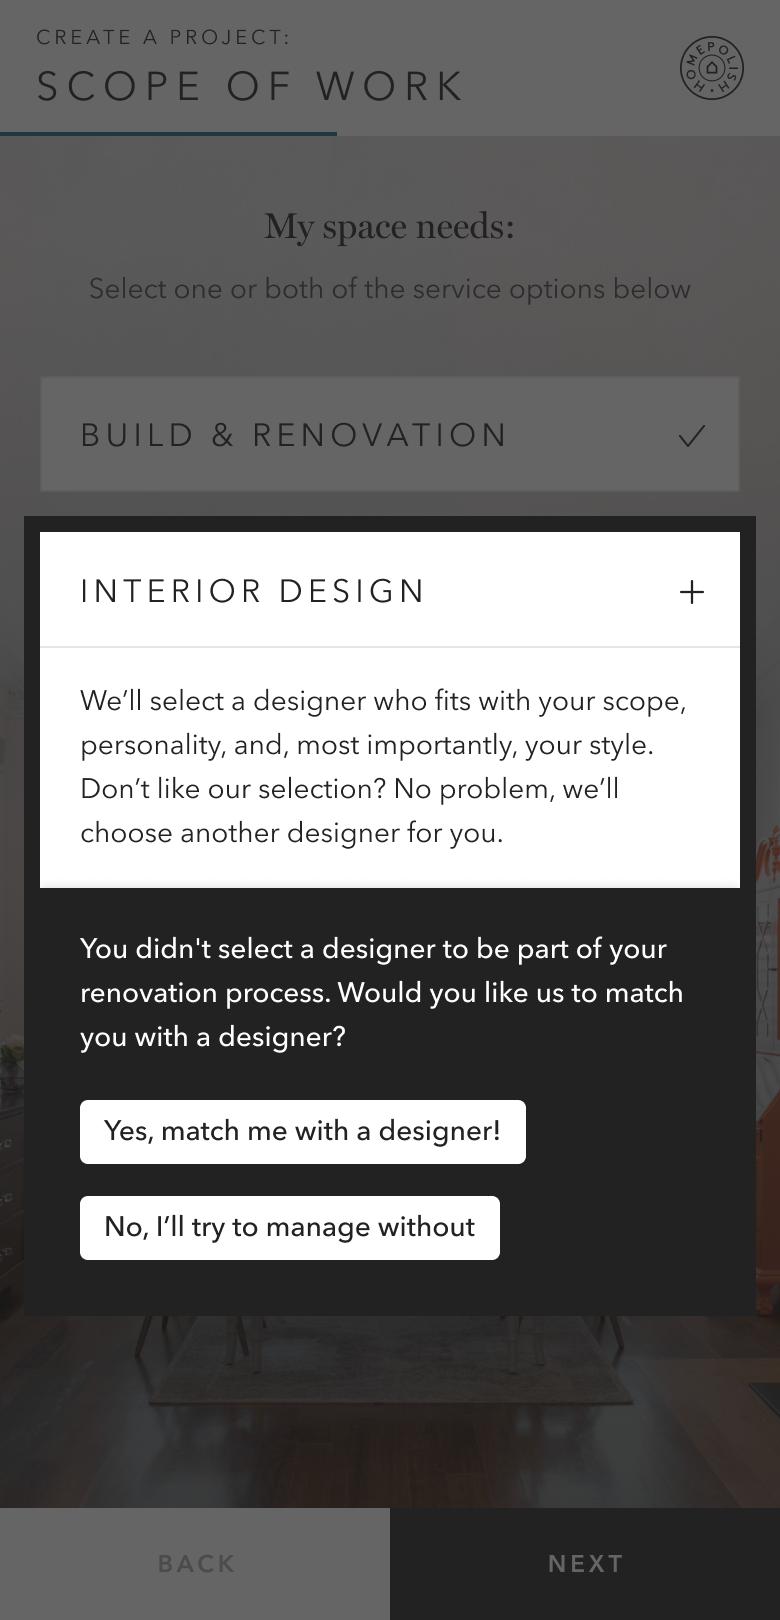 CREATE A PROJECT:
SCOPE OF WORK
HOMEPOLISH
My space needs:
Select one or both of the service options below
BUILD & RENOVATION
INTERIOR DESIGN
We’ll select a designer who fits with your scope,
personality, and, most importantly, your style.
Don’t like our selection? No problem, we’ll
choose another designer for you.
You didn't select a designer to be part of your
renovation process. Would you like us to match
you with a designer?
Yes, match me with a designer!
No, I’ll try to manage without
BACK
NEXT